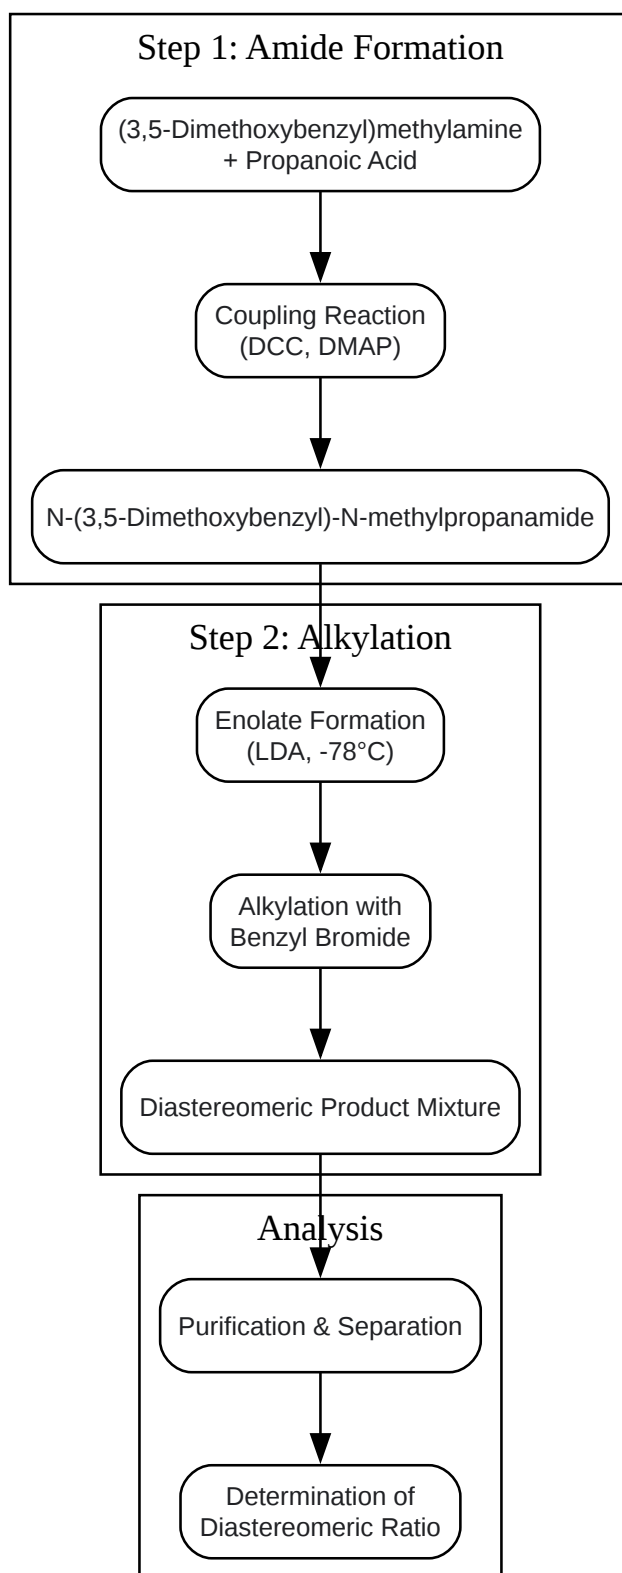 Step 1: Amide Formation
(3,5-Dimethoxybenzyl)methylamine
+ Propanoic Acid
Coupling Reaction
(DCC, DMAP)
N-(3,5-Dimethoxybenzyl)-N-methylpropanamide
Step 2: Alkylation
Enolate Formation
(LDA, -78°C)
Alkylation with
Benzyl Bromide
Diastereomeric Product Mixture
Analysis
Purification & Separation
Determination of
Diastereomeric Ratio